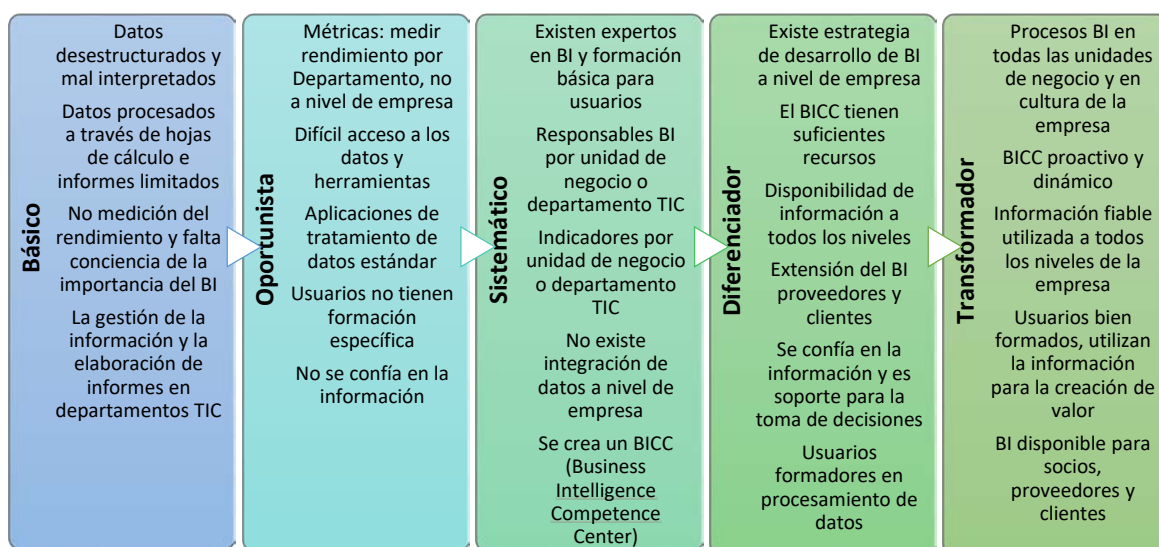 Básico
Datos
desestructurados y
mal interpretados
Datos procesados
a través de hojas
de cálculo e
informes limitados
No medición del
rendimiento y falta
conciencia de la
importancia del BI
La gestión de la
información y la
elaboración de
informes en
departamentos TIC
Oportunista
Métricas: medir
rendimiento por
Departamento, no
a nivel de empresa
Difícil acceso a los
datos y
herramientas
Aplicaciones de
tratamiento de
datos estándar
Usuarios no tienen
formación
específica
No se confía en la
información
Sistemático
Existen expertos
en BI y formación
básica para
usuarios
Responsables BI
por unidad de
negocio o
departamento TIC
Indicadores por
unidad de negocio
o departamento
TIC
No existe
integración de
datos a nivel de
empresa
Se crea un BICC
(Business
Intelligence
Competence
Center)
Diferenciador
Existe estrategia
de desarrollo de BI
a nivel de empresa
El BICC tienen
suficientes
recursos
Disponibilidad de
información a
todos los niveles
Extensión del BI
proveedores y
clientes
Se confía en la
información y es
soporte para la
toma de decisiones
Usuarios
formadores en
procesamiento de
datos
Transformador
Procesos BI en
todas las unidades
de negocio y en
cultura de la
empresa
BICC proactivo y
dinámico
Información fiable
utilizada a todos
los niveles de la
empresa
Usuarios bien
formados, utilizan
la información
para la creación de
valor
BI disponible para
socios,
proveedores y
clientes